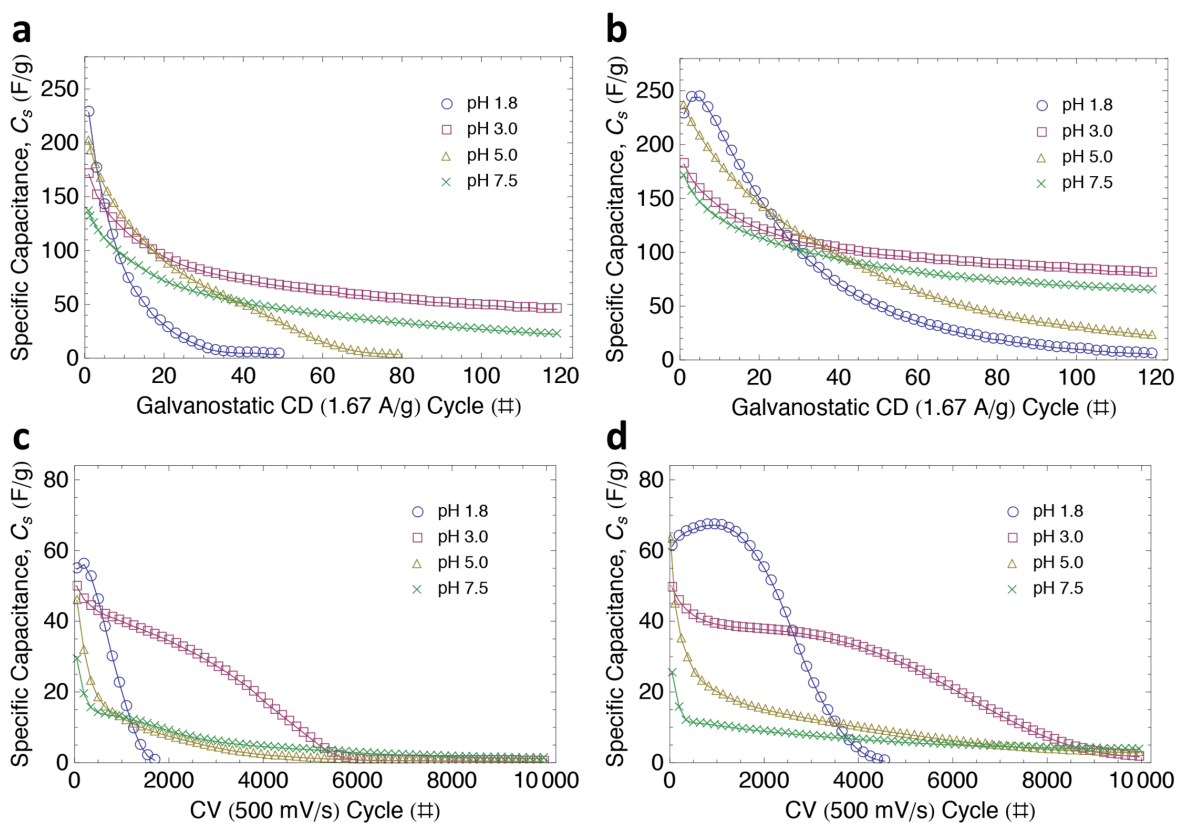 a
Specific Capacitance, Cs (F/g)
250
200
150
100
50
0
0 20 40 60 80 100 120
Galvanostatic CD (1.67 A/g) Cycle (#)
pH 1.8
pH 3.0
pH 5.0
pH 7.5
b
Specific Capacitance, Cs (F/g)
250
200
150
100
50
0
0 20 40 60 80 100 120
Galvanostatic CD (1.67 A/g) Cycle (#)
pH 1.8
pH 3.0
pH 5.0
pH 7.5
c
Specific Capacitance, Cs (F/g)
80
60
40
20
0
0 2000 4000 6000 8000 10000
CV (500 mV/s) Cycle (#)
pH 1.8
pH 3.0
pH 5.0
pH 7.5
d
Specific Capacitance, Cs (F/g)
80
60
40
20
0
0 2000 4000 6000 8000 10000
CV (500 mV/s) Cycle (#)
pH 1.8
pH 3.0
pH 5.0
pH 7.5